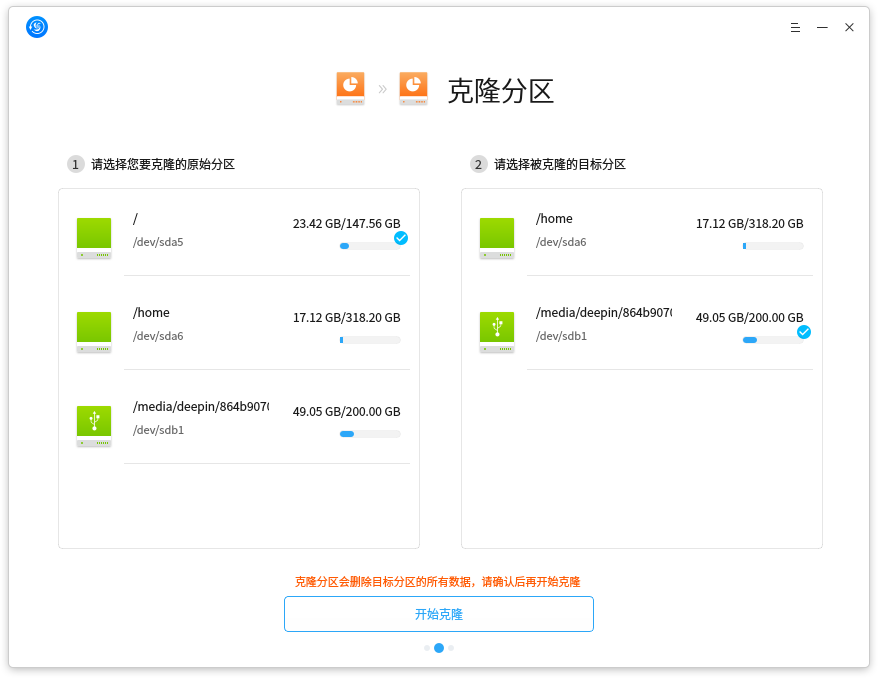 克隆分区
1 请选择您要克隆的原始分区
/
23.42 GB/147.56 GB
/dev/sda5
/home
17.12 GB/318.20 GB
/dev/sda6
/media/deepin/864b9070
49.05 GB/200.00 GB
/dev/sdb1
2 请选择被克隆的目标分区
/home
17.12 GB/318.20 GB
/dev/sda6
/media/deepin/864b9070
49.05 GB/200.00 GB
/dev/sdb1
克隆分区会删除目标分区的所有数据，请确认后再开始克隆
开始克隆